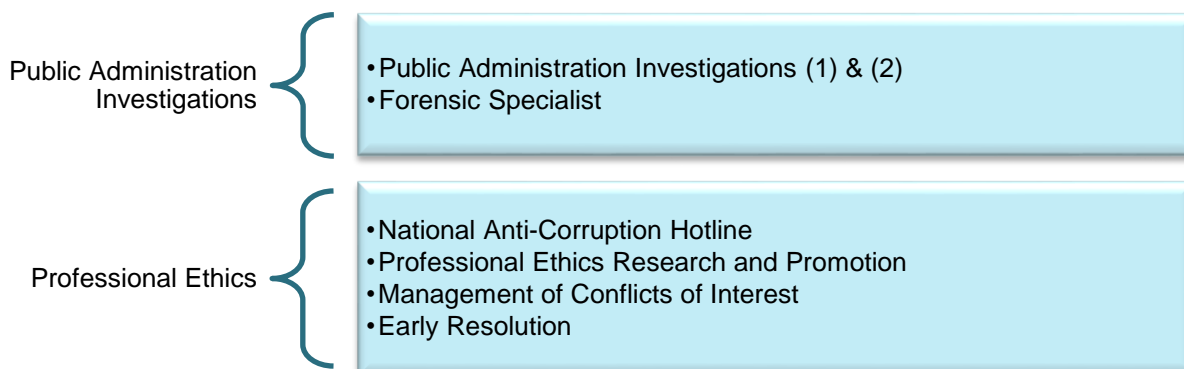 Public Administration
Investigations
•Public Administration Investigations (1) & (2)
•Forensic Specialist
Professional Ethics
•National Anti-Corruption Hotline
•Professional Ethics Research and Promotion
•Management of Conflicts of Interest
•Early Resolution